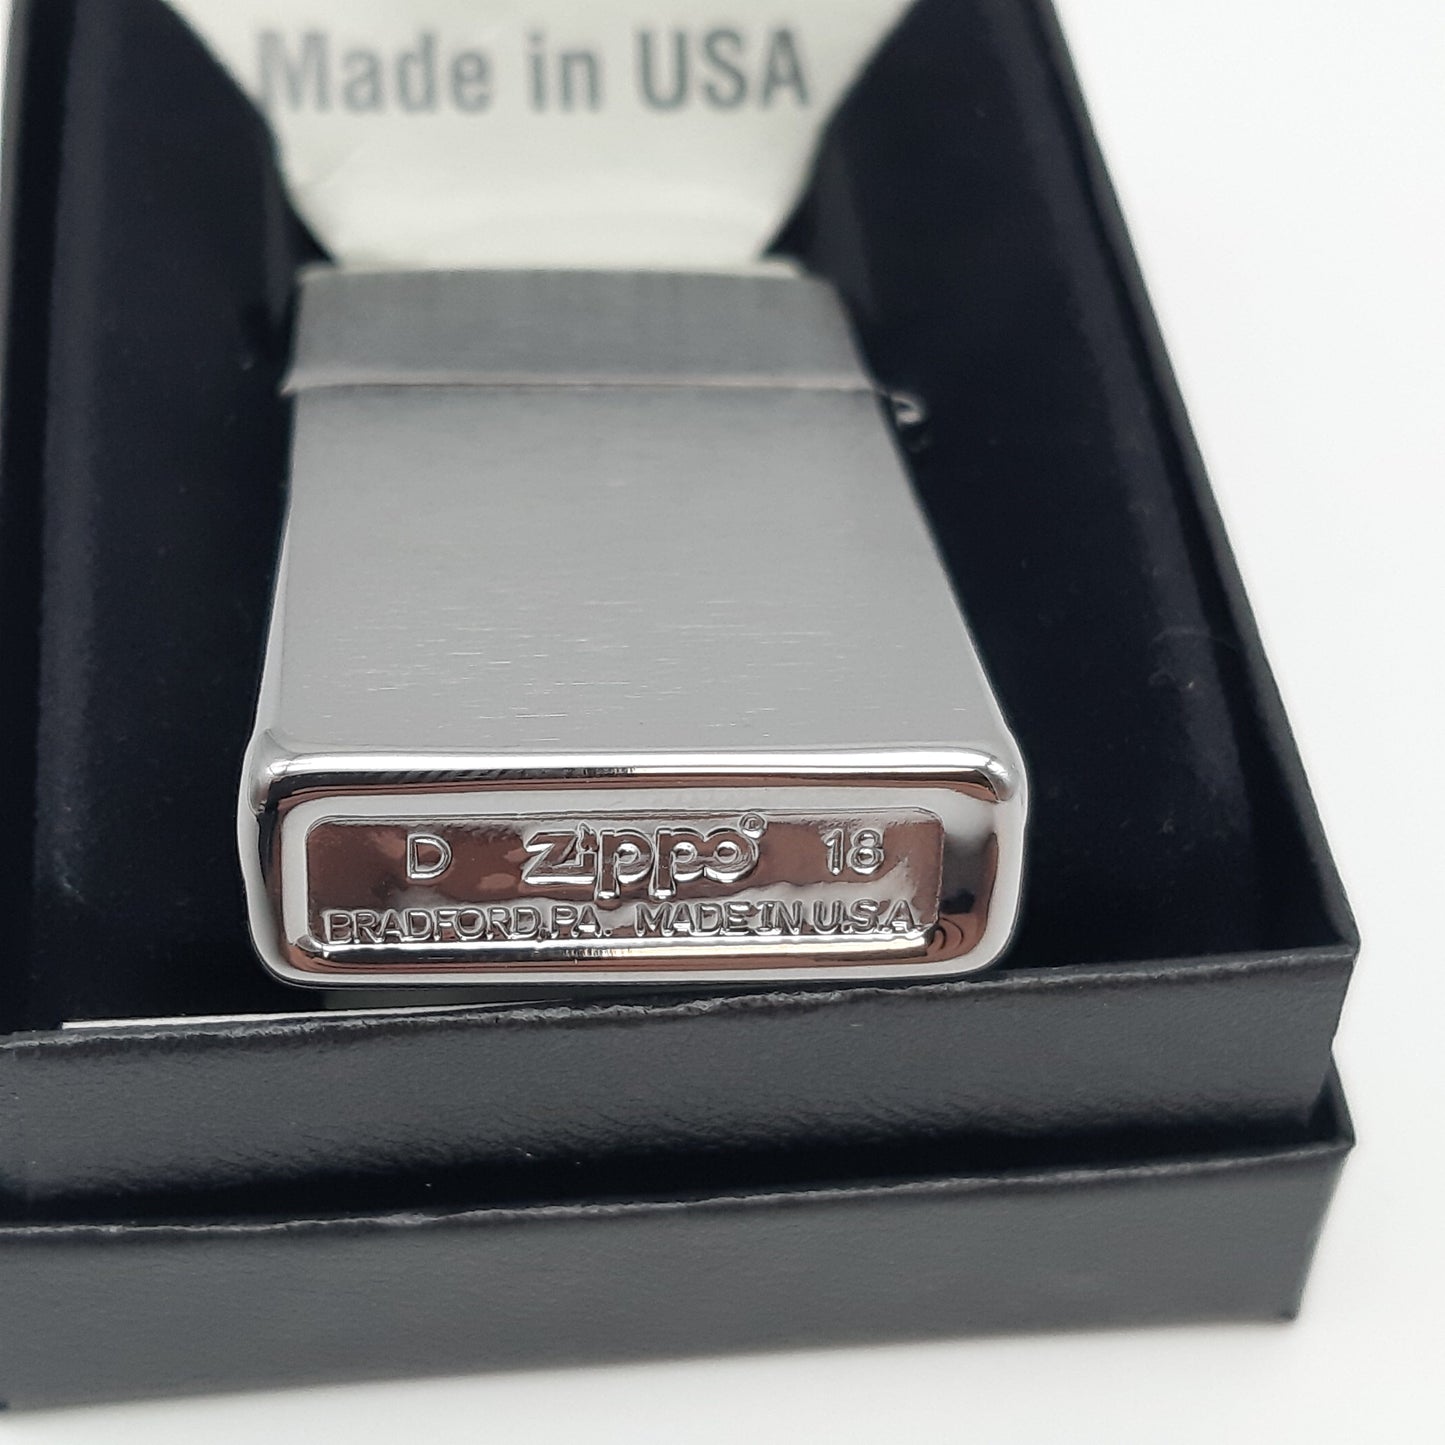 Made in USA
D zippo® 18
BRADFORD,PA. MADE IN U.S.A